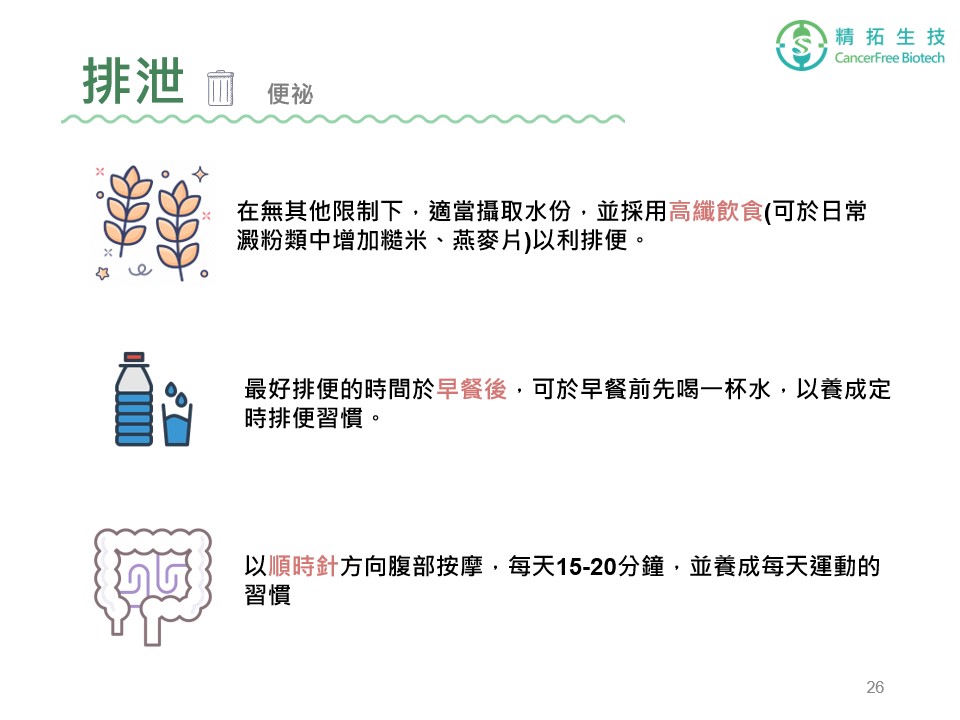 精拓生技
CancerFree Biotech
排泄
便祕
在無其他限制下，適當攝取水份，並採用高纖飲食(可於日常
澱粉類中增加糙米、燕麥片)以利排便。
最好排便的時間於早餐後，可於早餐前先喝一杯水，以養成定
時排便習慣。
以順時針方向腹部按摩，每天15-20分鐘，並養成每天運動的
習慣
26